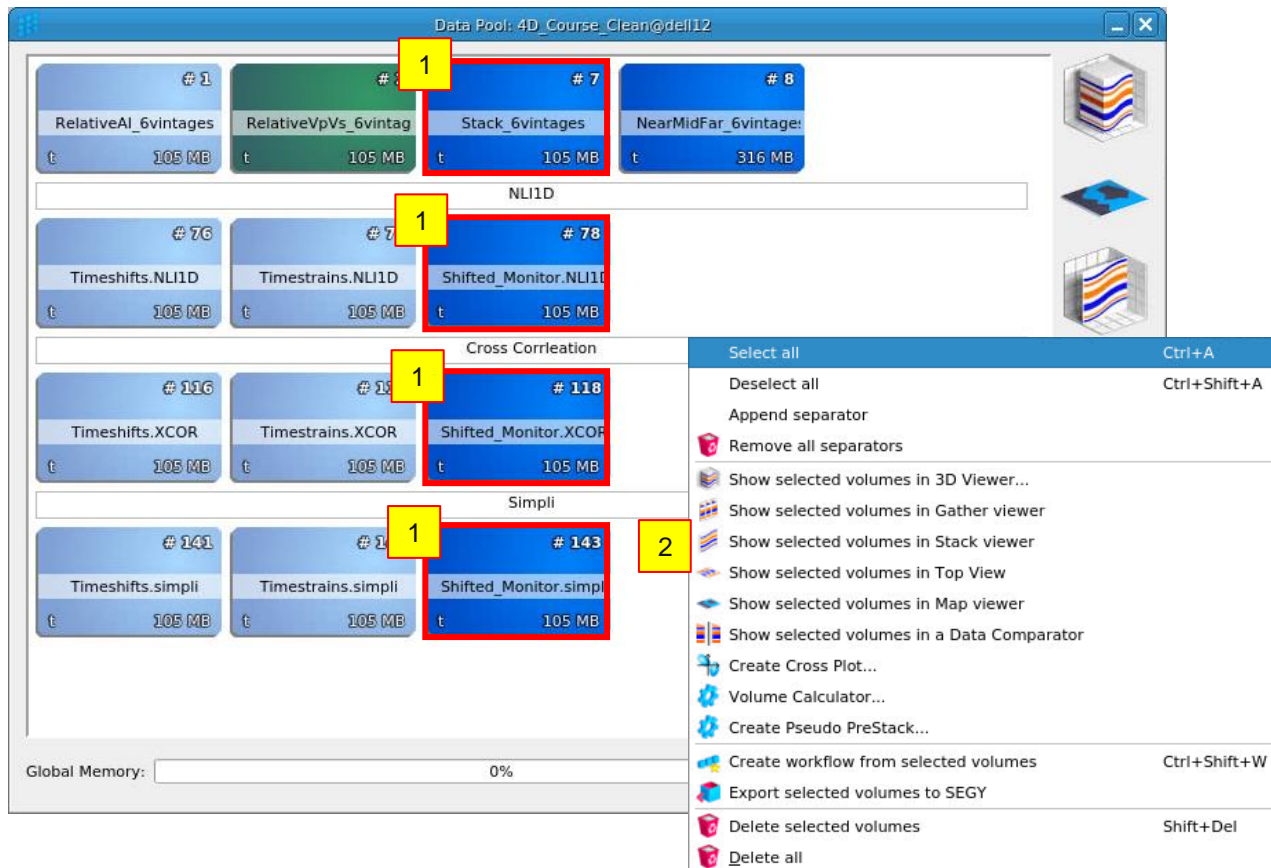 Data Pool: 4D_Course_Clean@dell12
1
# 1
# 7
# 8
RelativeAI_6vintages
RelativeVpVs_6vintag
Stack_6vintages
NearMidFar_6vintage
t 105 MB
t 105 MB
t 105 MB
t 316 MB
NLI1D
1
# 76
# 7
# 78
Timeshifts.NLI1D
Timestrains.NLI1D
Shifted_Monitor.NLI1D
t 105 MB
t 105 MB
t 105 MB
Cross Corrleation
1
# 116
# 11
# 118
Timeshifts.XCOR
Timestrains.XCOR
Shifted_Monitor.XCOR
t 105 MB
t 105 MB
t 105 MB
Simpli
1
# 141
# 14
# 143
Timeshifts.simpli
Timestrains.simpli
Shifted_Monitor.simpl
t 105 MB
t 105 MB
t 105 MB
Global Memory: 0%
Select all Ctrl+A
Deselect all Ctrl+Shift+A
Append separator
Remove all separators
Show selected volumes in 3D Viewer...
Show selected volumes in Gather viewer
2
Show selected volumes in Stack viewer
Show selected volumes in Top View
Show selected volumes in Map viewer
Show selected volumes in a Data Comparator
Create Cross Plot...
Volume Calculator...
Create Pseudo PreStack...
Create workflow from selected volumes Ctrl+Shift+W
Export selected volumes to SEGY
Delete selected volumes Shift+Del
Delete all